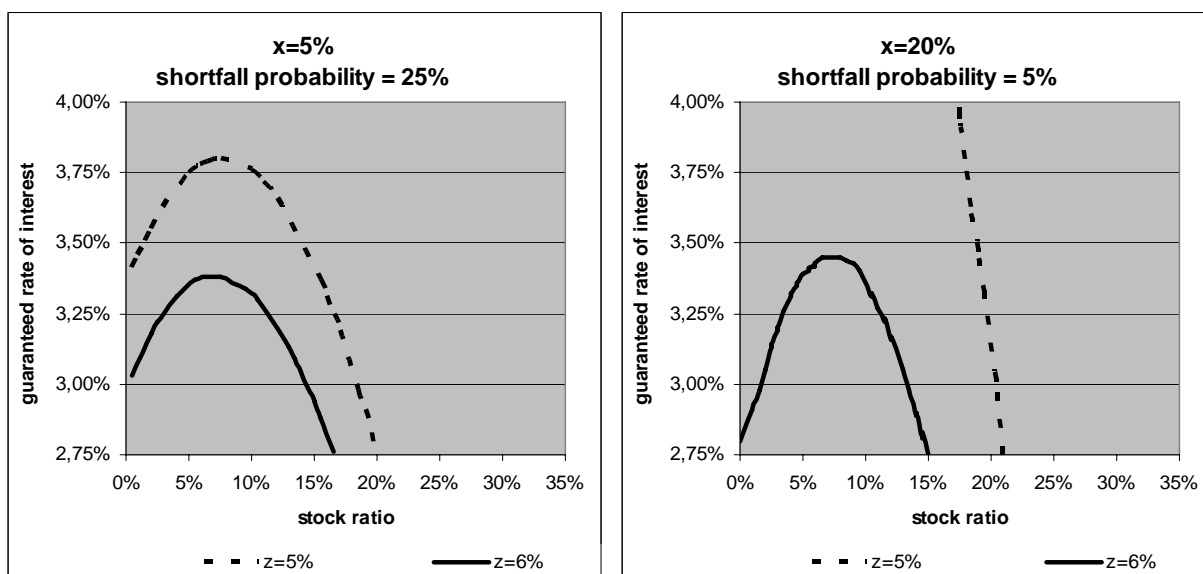 x=5%
shortfall probability = 25%
guaranteed rate of interest
4,00%
3,75%
3,50%
3,25%
3,00%
2,75%
0% 5% 10% 15% 20% 25% 30% 35%
stock ratio
z=5% z=6%
x=20%
shortfall probability = 5%
guaranteed rate of interest
4,00%
3,75%
3,50%
3,25%
3,00%
2,75%
0% 5% 10% 15% 20% 25% 30% 35%
stock ratio
z=5% z=6%